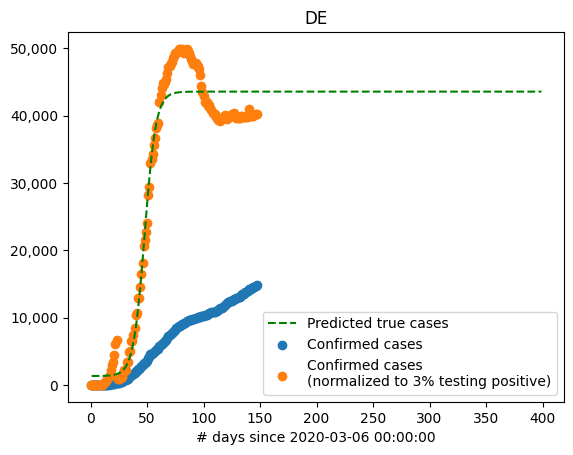 DE
50,000
40,000
30,000
20,000
10,000
0
Predicted true cases
Confirmed cases
Confirmed cases
(normalized to 3% testing positive)
0 50 100 150 200 250 300 350 400
# days since 2020-03-06 00:00:00